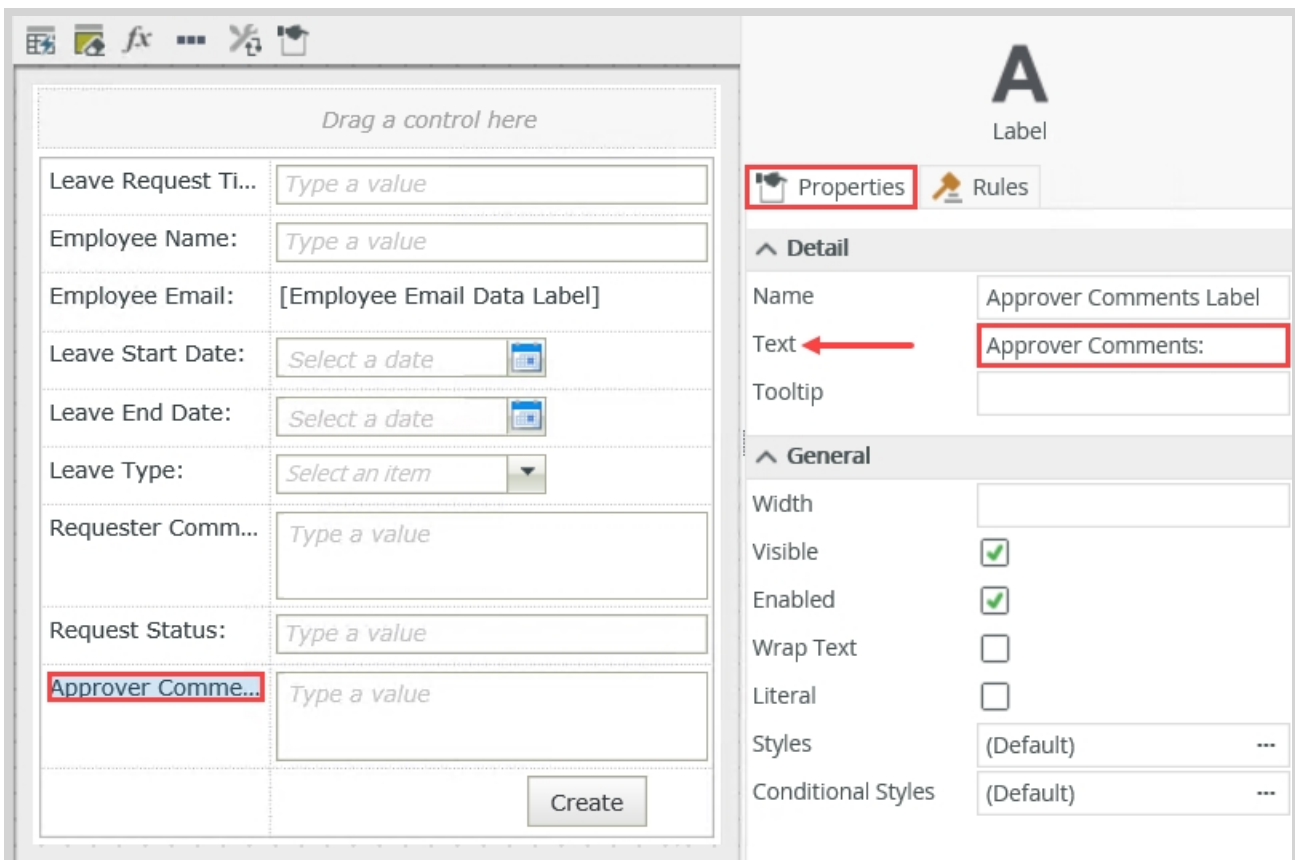 fx
Drag a control here
Leave Request Ti... Type a value
Employee Name: Type a value
Employee Email: [Employee Email Data Label]
Leave Start Date: Select a date
Leave End Date: Select a date
Leave Type: Select an item
Requester Comm... Type a value
Request Status: Type a value
Approver Comme... Type a value
Create
A
Label
Properties Rules
Detail
Name Approver Comments Label
Text Approver Comments:
Tooltip
General
Width
Visible
Enabled
Wrap Text
Literal
Styles (Default) ...
Conditional Styles (Default) ...